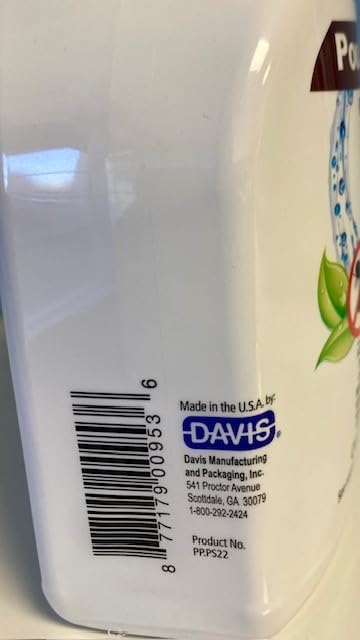 Po
8 77179 00953 6
Made in the U.S.A. by:
DAVIS®
Davis Manufacturing
and Packaging, Inc.
541 Proctor Avenue
Scottdale, GA 30079
1-800-292-2424
Product No.
PP.PS22